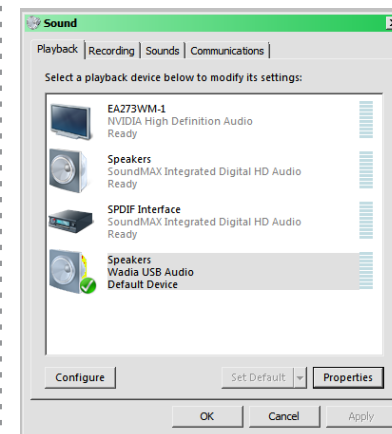 Sound
Playback Recording Sounds Communications
Select a playback device below to modify its settings:
EA273WM-1
NVIDIA High Definition Audio
Ready
Speakers
SoundMAX Integrated Digital HD Audio
Ready
SPDIF Interface
SoundMAX Integrated Digital HD Audio
Ready
Speakers
Wadia USB Audio
Default Device
Configure Set Default Properties
OK Cancel Apply